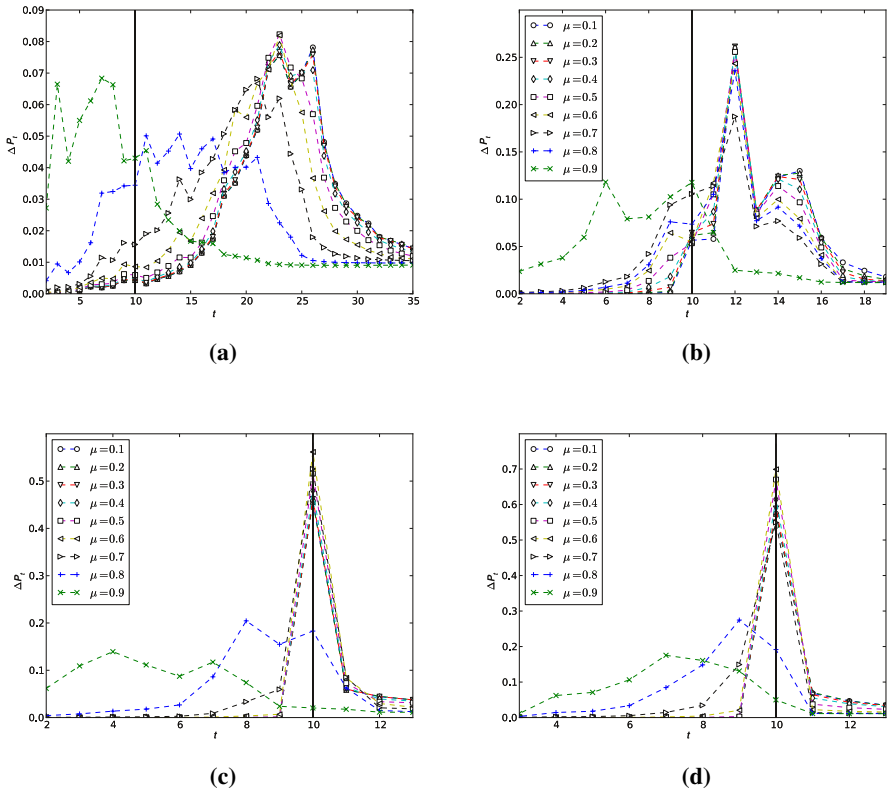 0.09
0.08
0.07
0.06
0.05
0.04
0.03
0.02
0.01
0.00
Δ P_t
5 10 15 20 25 30 35
t
(a)
0.25
0.20
0.15
0.10
0.05
0.00
Δ P_t
μ=0.1
μ=0.2
μ=0.3
μ=0.4
μ=0.5
μ=0.6
μ=0.7
μ=0.8
μ=0.9
2 4 6 8 10 12 14 16 18
t
(b)
0.5
0.4
0.3
0.2
0.1
0.0
ΔP_t
μ=0.1
μ=0.2
μ=0.3
μ=0.4
μ=0.5
μ=0.6
μ=0.7
μ=0.8
μ=0.9
2 4 6 8 10 12
t
(c)
0.7
0.6
0.5
0.4
0.3
0.2
0.1
0.0
ΔP_t
μ=0.1
μ=0.2
μ=0.3
μ=0.4
μ=0.5
μ=0.6
μ=0.7
μ=0.8
μ=0.9
4 6 8 10 12
t
(d)